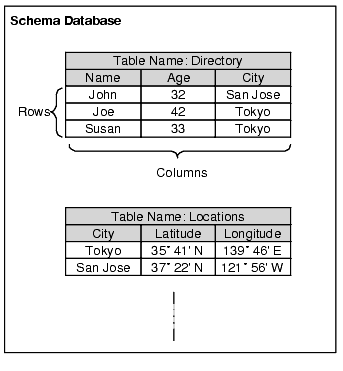 Schema Database
Table Name: Directory
Name Age City
John 32 San Jose
Rows Joe 42 Tokyo
Susan 33 Tokyo
Columns
Table Name: Locations
City Latitude Longitude
Tokyo 35° 41' N 139° 46' E
San Jose 37° 22' N 121° 56' W